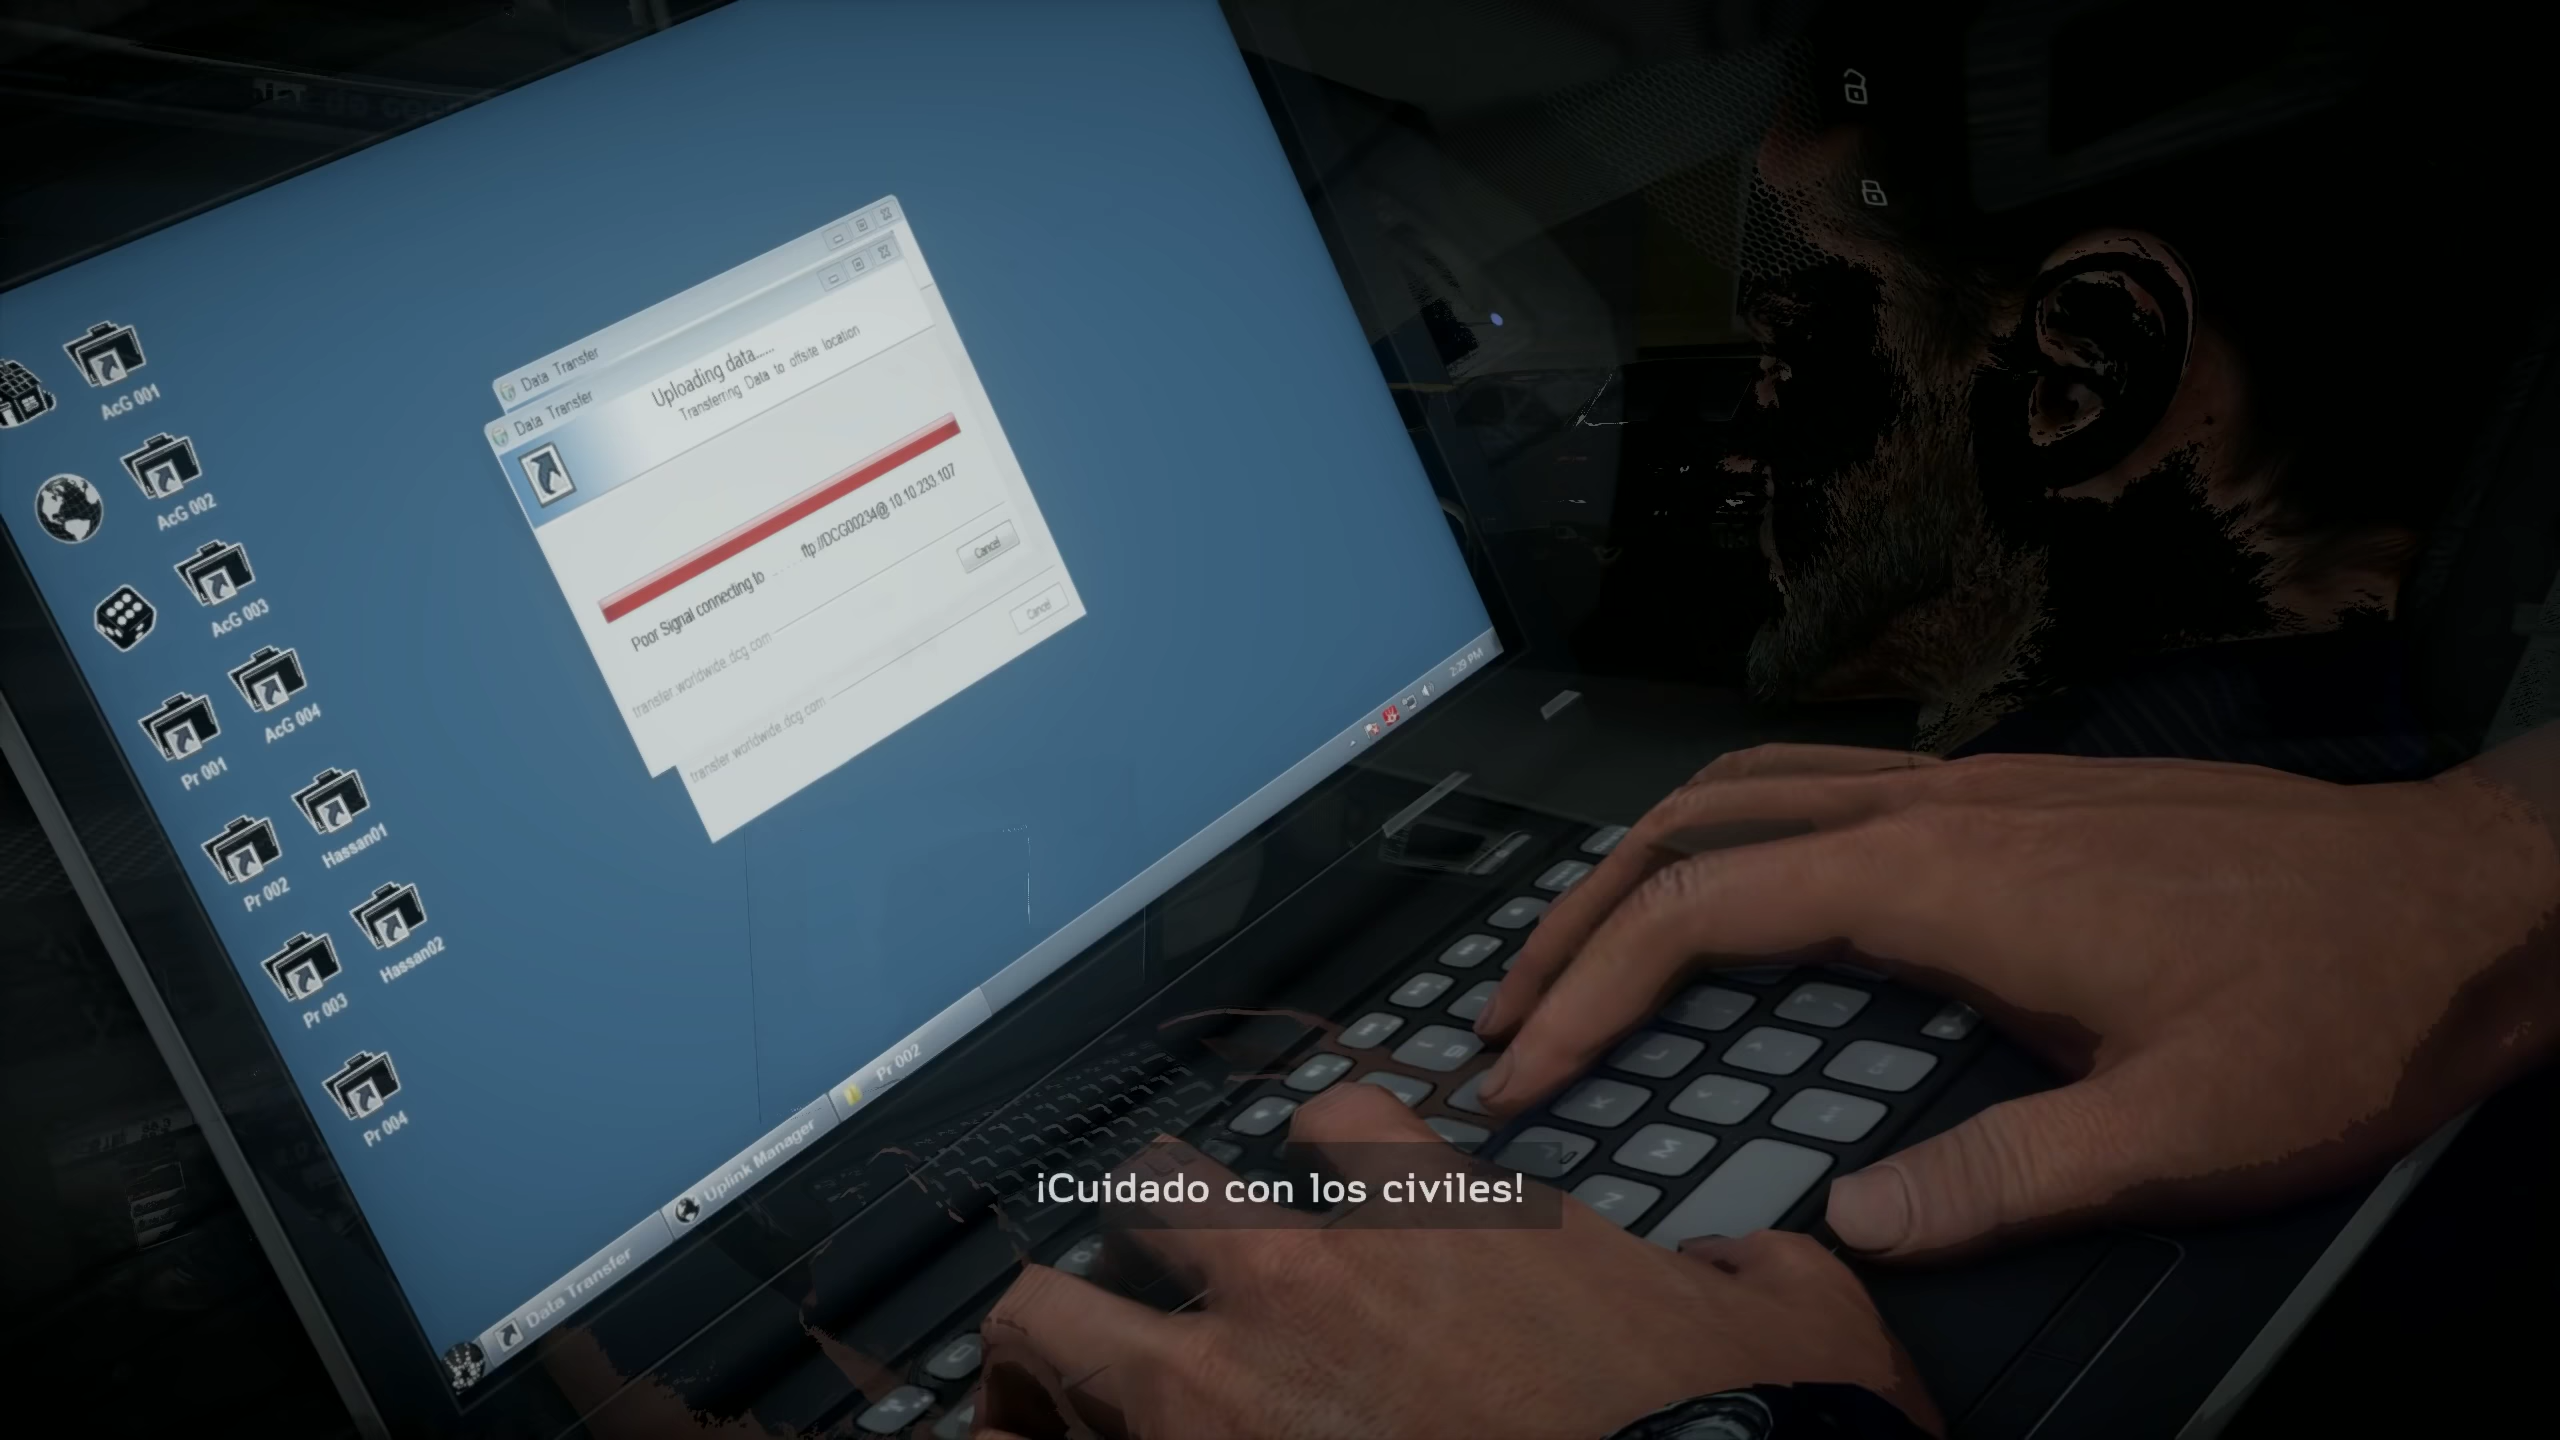 AcG 001
AcG 002
AcG 003
AcG 004
Pr 001
Hassan01
Pr 002
Hassan02
Pr 003
Pr 004
Data Transfer
Data Transfer
Uploading data......
Transferring Data to offsite location
Poor Signal connecting to ...... ftp://DCG00234@10.10.233.107
Cancel
transfer.worldwide.dcg.com
Cancel
transfer.worldwide.dcg.com
2:29 PM
Data Transfer
Uplink Manager
Pr 002
K
M
N
¡Cuidado con los civiles!